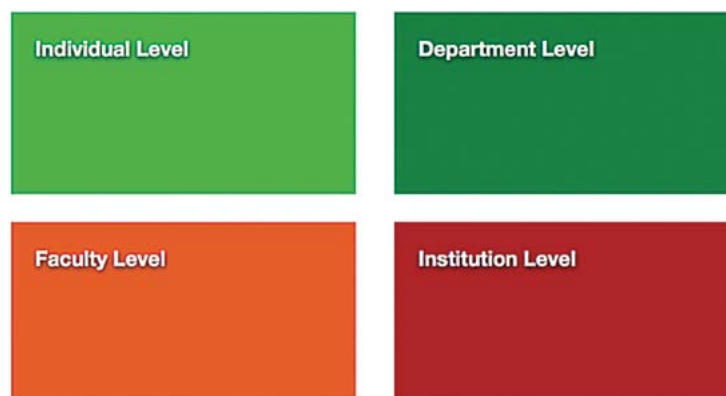 Individual Level
Department Level
Faculty Level
Institution Level